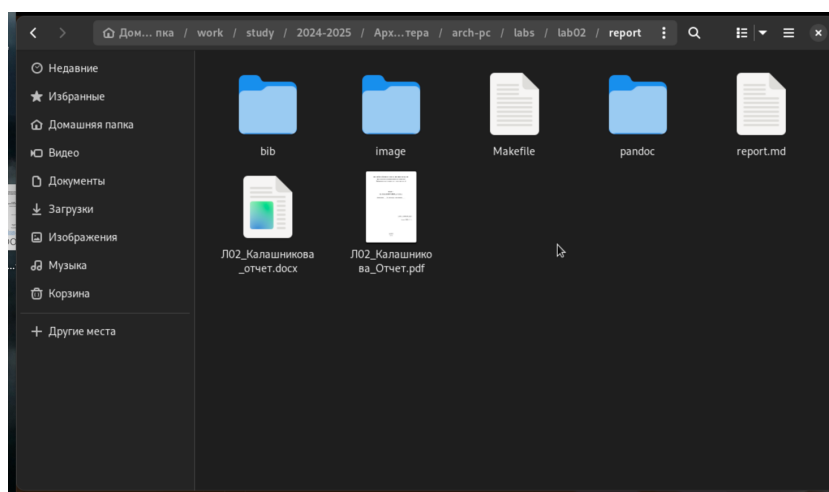 Дом... пка / work / study / 2024-2025 / Арх...тера / arch-pc / labs / lab02 / report
Недавние
Избранные
Домашняя папка
Видео
Документы
Загрузки
Изображения
Музыка
Корзина
Другие места
bib
image
Makefile
pandoc
report.md
Л02_Калашникова
_отчет.docx
Л02_Калашнико
ва_Отчет.pdf